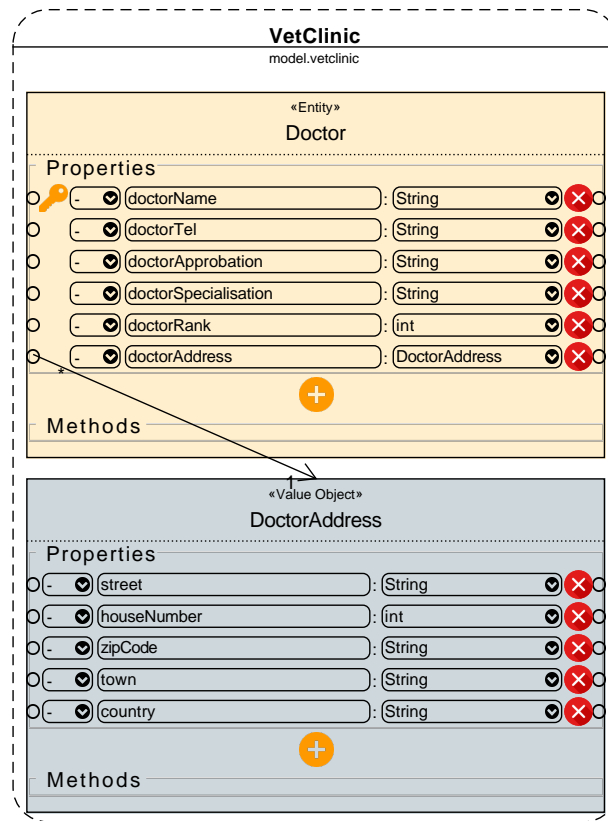 VetClinic
model.vetclinic
«Entity»
Doctor
Properties
- doctorName : String
- doctorTel : String
- doctorApprobation : String
- doctorSpecialisation : String
- doctorRank : int
- doctorAddress : DoctorAddress
*
Methods
1
«Value Object»
DoctorAddress
Properties
- street : String
- houseNumber : int
- zipCode : String
- town : String
- country : String
Methods